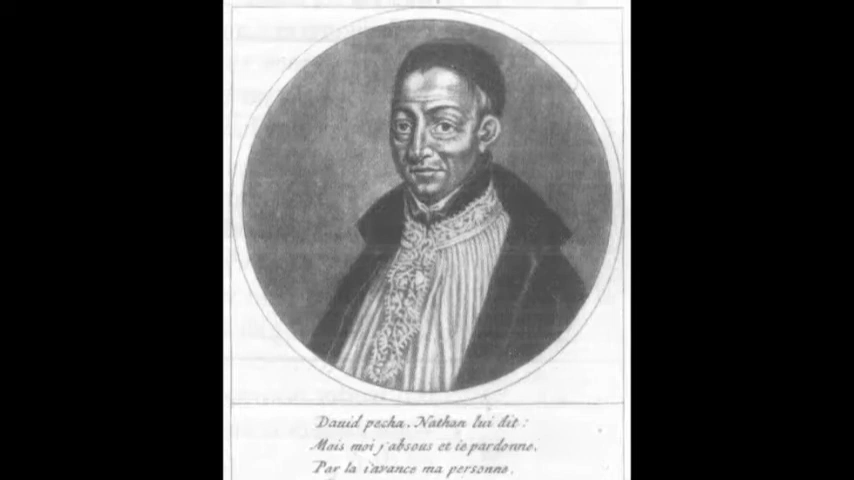 Dauid pecha. Nathan lui dit:
Mais moi j'absous et ie pardonne.
Par la i'avance ma personne.